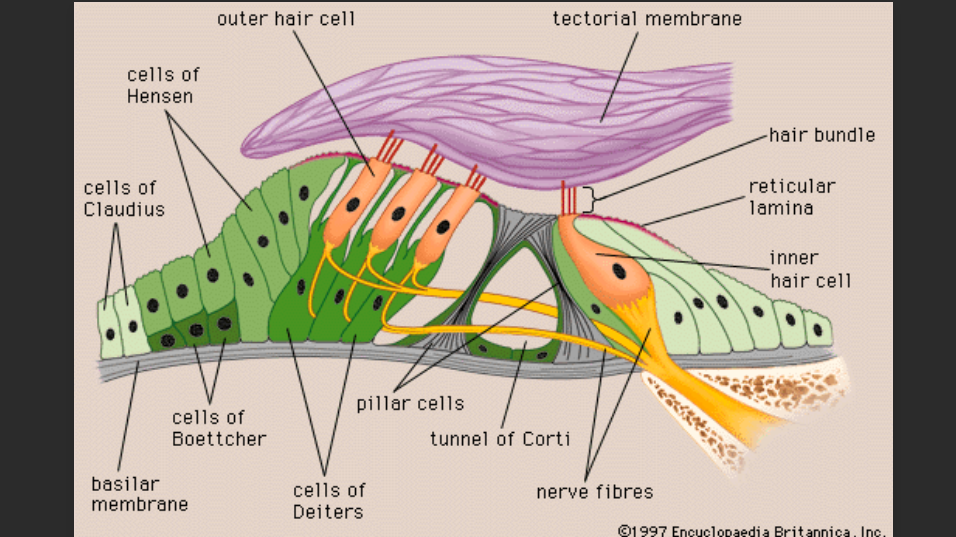 outer hair cell
tectorial membrane
cells of
Hensen
hair bundle
cells of
Claudius
reticular
lamina
inner
hair cell
pillar cells
cells of
Boettcher
tunnel of Corti
basilar
membrane
cells of
Deiters
nerve fibres
©1997 Encyclopaedia Britannica, Inc.